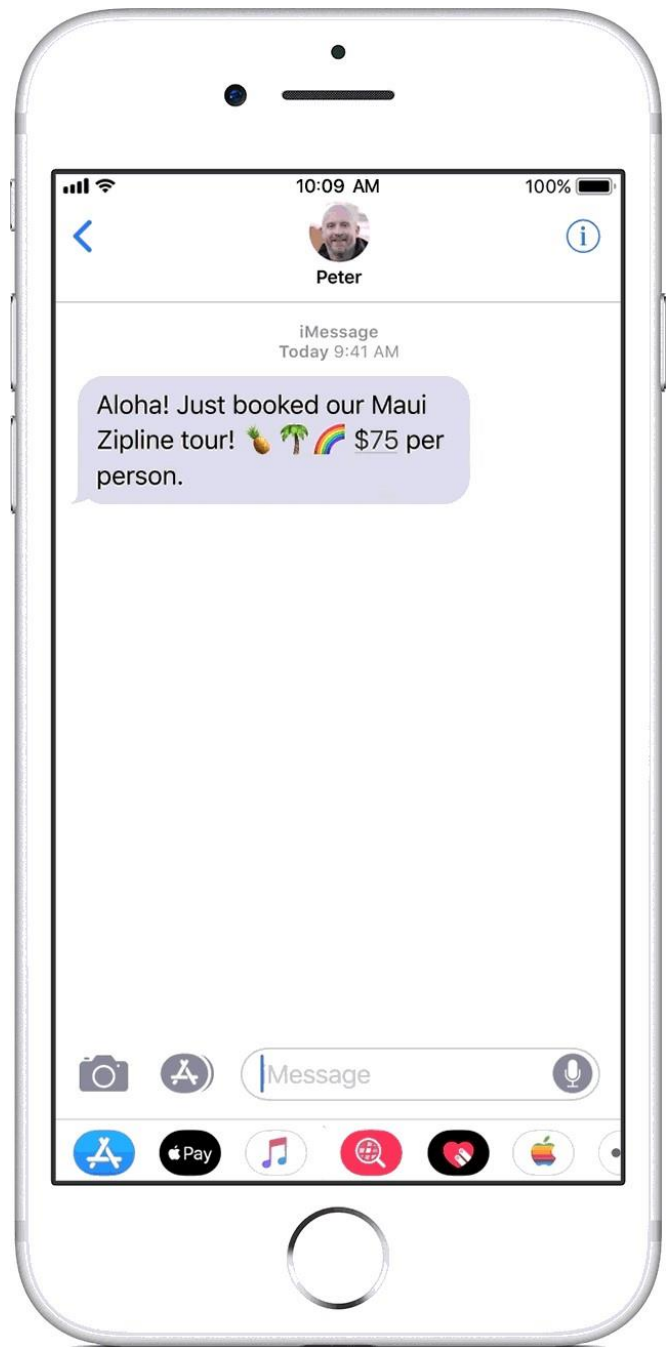 10:09 AM
100%
Peter
iMessage
Today 9:41 AM
Aloha! Just booked our Maui
Zipline tour! 🍍🌴🌈 $75 per
person.
Message
Pay